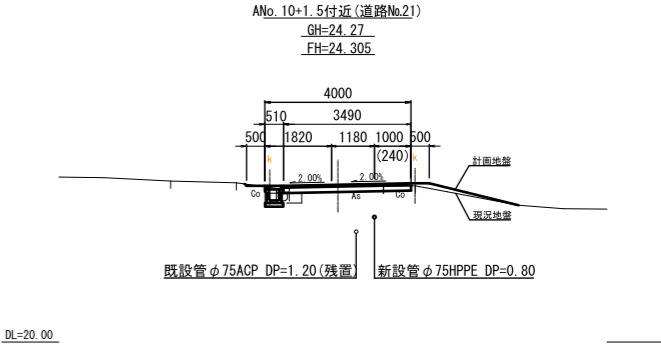 ANo.10+1.5付近(道路No.21)
GH=24.27
FH=24.305
4000
510 3490
500 1820 1180 1000 500
(240)
k k
計画地盤
2.00% 2.00%
Co As Co
現況地盤
既設管φ75ACP DP=1.20(残置) 新設管φ75HPPE DP=0.80
DL=20.00